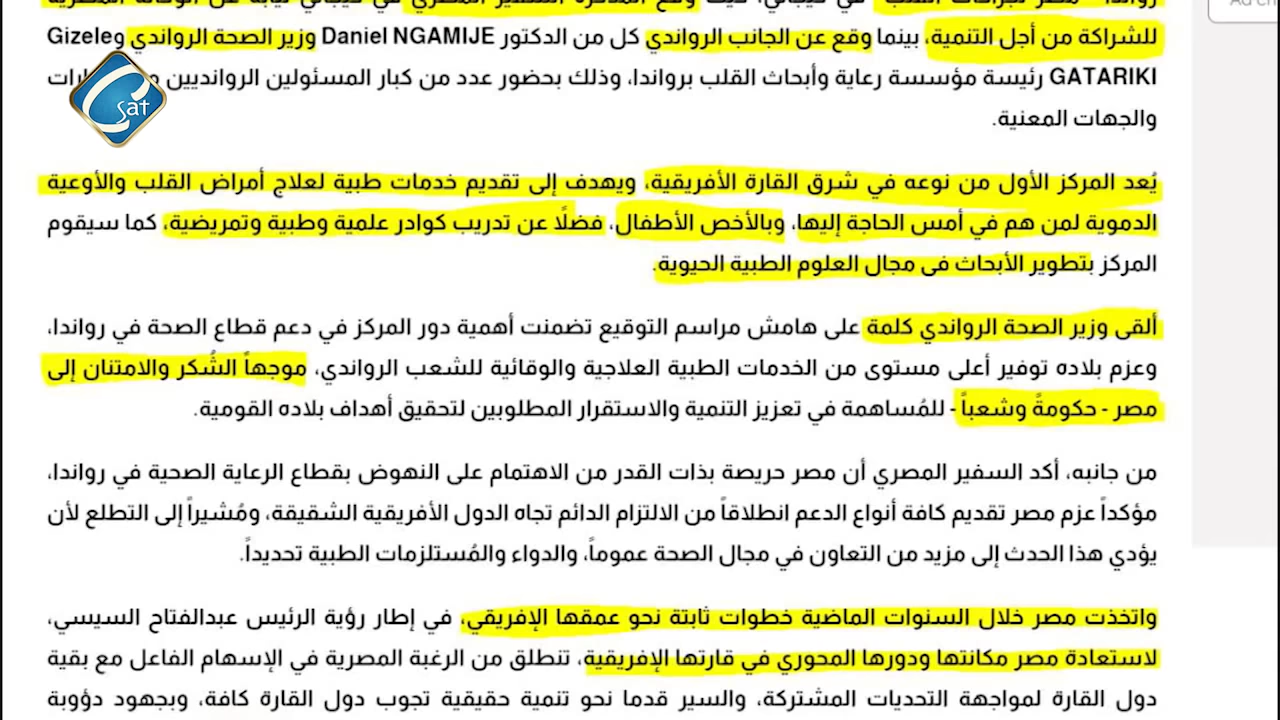 للشراكة من أجل التنمية، بينما وقع عن الجانب الرواندي كل من الدكتور Daniel NGAMIJE وزير الصحة الرواندي وGizele
GATARIKI رئيسة مؤسسة رعاية وأبحاث القلب برواندا، وذلك بحضور عدد من كبار المسئولين الروانديين
والجهات المعنية.
يُعد المركز الأول من نوعه في شرق القارة الأفريقية، ويهدف إلى تقديم خدمات طبية لعلاج أمراض القلب والأوعية
الدموية لمن هم في أمس الحاجة إليها، وبالأخص الأطفال، فضلًا عن تدريب كوادر علمية وطبية وتمريضية، كما سيقوم
المركز بتطوير الأبحاث فى مجال العلوم الطبية الحيوية.
ألقى وزير الصحة الرواندي كلمة على هامش مراسم التوقيع تضمنت أهمية دور المركز في دعم قطاع الصحة في رواندا،
وعزم بلاده توفير أعلى مستوى من الخدمات الطبية العلاجية والوقائية للشعب الرواندي، موجهاً الشُكر والامتنان إلى
مصر - حكومةً وشعباً - للمُساهمة في تعزيز التنمية والاستقرار المطلوبين لتحقيق أهداف بلاده القومية.
من جانبه، أكد السفير المصري أن مصر حريصة بذات القدر من الاهتمام على النهوض بقطاع الرعاية الصحية في رواندا،
مؤكداً عزم مصر تقديم كافة أنواع الدعم انطلاقاً من الالتزام الدائم تجاه الدول الأفريقية الشقيقة، ومُشيراً إلى التطلع لأن
يؤدي هذا الحدث إلى مزيد من التعاون في مجال الصحة عموماً، والدواء والمُستلزمات الطبية تحديداً.
واتخذت مصر خلال السنوات الماضية خطوات ثابتة نحو عمقها الإفريقي، في إطار رؤية الرئيس عبدالفتاح السيسي،
لاستعادة مصر مكانتها ودورها المحوري في قارتها الإفريقية، تنطلق من الرغبة المصرية في الإسهام الفاعل مع بقية
دول القارة لمواجهة التحديات المشتركة، والسير قدما نحو تنمية حقيقية تجوب دول القارة كافة، وبجهود دؤوبة
Csat